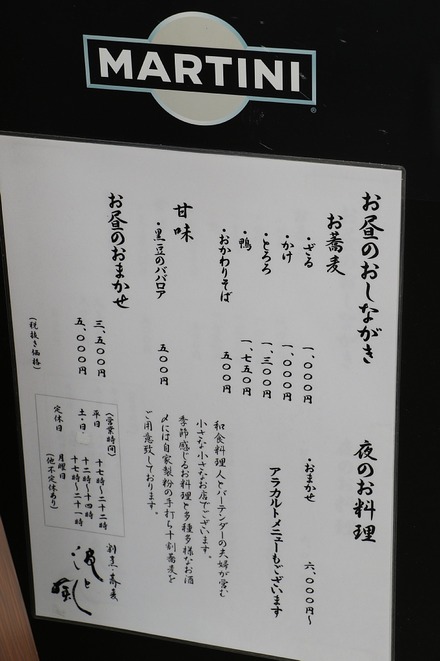 MARTINI
お昼のおしながき
お蕎麦
・ざる 一、〇〇〇円
・かけ 一、〇〇〇円
・とろろ 一、三〇〇円
・鴨 一、七五〇円
・おかわりそば 五〇〇円
甘味
・黒豆のババロア 五〇〇円
お昼のおまかせ
三、五〇〇円
五、〇〇〇円
(税抜き価格)
夜のお料理
・おまかせ 六、〇〇〇円~
アラカルトメニューもございます
和食料理人とバーテンダーの夫婦が営む
小さな小さなお店でございます。
季節感じるお料理と多種多様なお酒
〆には自家製粉の手打ち十割蕎麦を
ご用意致しております。
(営業時間)
平日 十七時~二十二時
土・日・ 十二時~十四時
十七時~二十一時
定休日 月曜日
(他不定休あり)
割烹・蕎麦